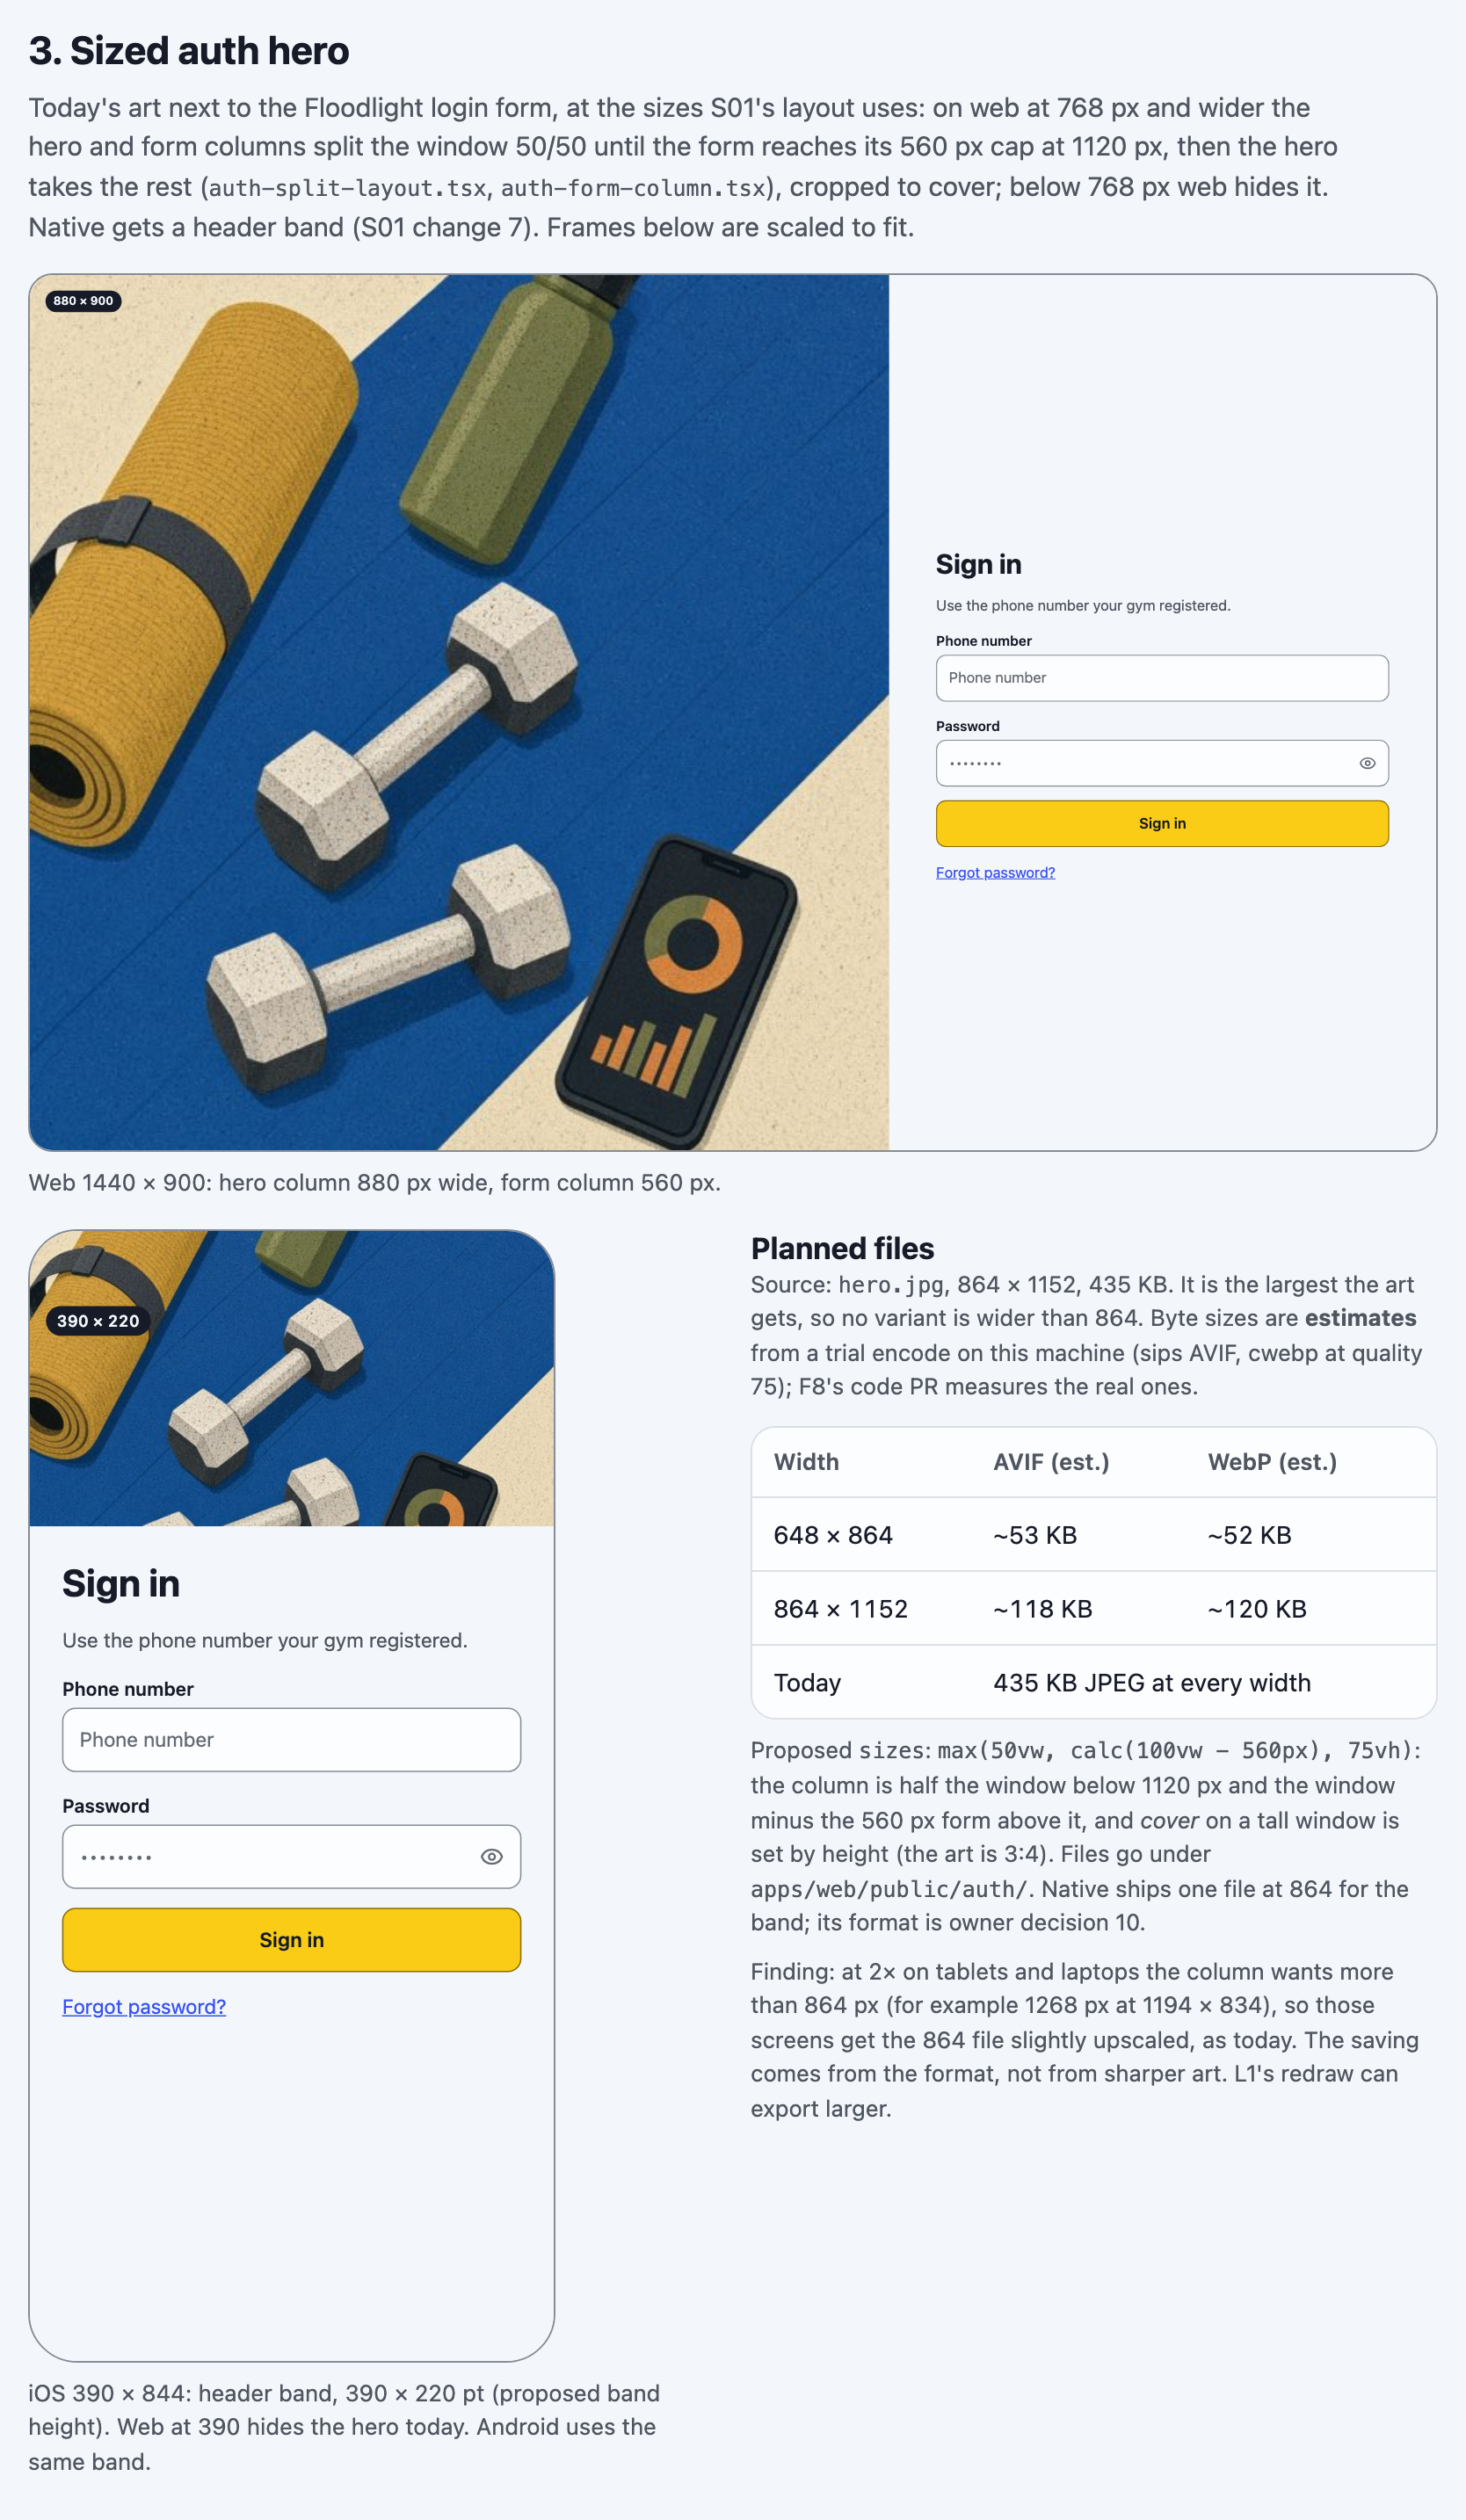 3. Sized auth hero
Today's art next to the Floodlight login form, at the sizes S01's layout uses: on web at 768 px and wider the
hero and form columns split the window 50/50 until the form reaches its 560 px cap at 1120 px, then the hero
takes the rest (auth-split-layout.tsx, auth-form-column.tsx), cropped to cover; below 768 px web hides it.
Native gets a header band (S01 change 7). Frames below are scaled to fit.
880 × 900
Sign in
Use the phone number your gym registered.
Phone number
Phone number
Password
••••••••
Sign in
Forgot password?
Web 1440 × 900: hero column 880 px wide, form column 560 px.
390 × 220
Sign in
Use the phone number your gym registered.
Phone number
Phone number
Password
••••••••
Sign in
Forgot password?
iOS 390 × 844: header band, 390 × 220 pt (proposed band
height). Web at 390 hides the hero today. Android uses the
same band.
Planned files
Source: hero.jpg, 864 × 1152, 435 KB. It is the largest the art
gets, so no variant is wider than 864. Byte sizes are estimates
from a trial encode on this machine (sips AVIF, cwebp at quality
75); F8's code PR measures the real ones.
Width AVIF (est.) WebP (est.)
648 × 864 ~53 KB ~52 KB
864 × 1152 ~118 KB ~120 KB
Today 435 KB JPEG at every width
Proposed sizes: max(50vw, calc(100vw − 560px), 75vh):
the column is half the window below 1120 px and the window
minus the 560 px form above it, and cover on a tall window is
set by height (the art is 3:4). Files go under
apps/web/public/auth/. Native ships one file at 864 for the
band; its format is owner decision 10.
Finding: at 2× on tablets and laptops the column wants more
than 864 px (for example 1268 px at 1194 × 834), so those
screens get the 864 file slightly upscaled, as today. The saving
comes from the format, not from sharper art. L1's redraw can
export larger.